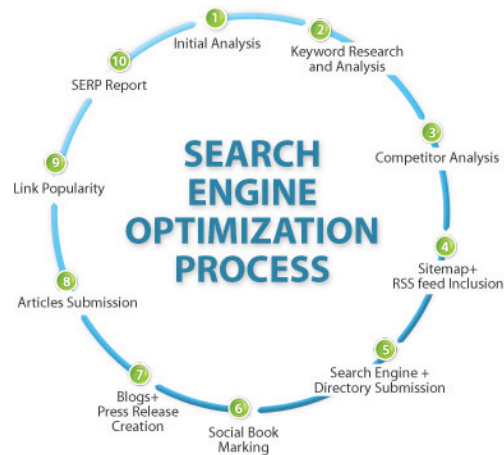 1
Initial Analysis
2
Keyword Research
and Analysis
3
Competitor Analysis
4
Sitemap+
RSS feed Inclusion
5
Search Engine +
Directory Submission
6
Social Book
Marking
7
Blogs+
Press Release
Creation
8
Articles Submission
9
Link Popularity
10
SERP Report
SEARCH
ENGINE
OPTIMIZATION
PROCESS